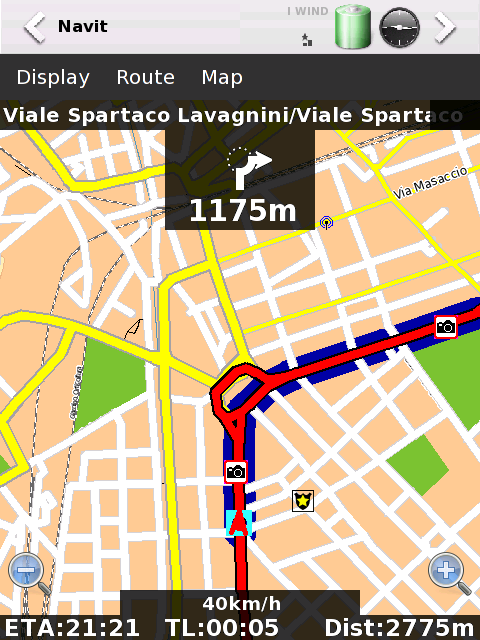 I WIND
Navit
Display Route Map
Viale Spartaco Lavagnini/Viale Spartaco
1175m
Via Masaccio
40km/h
ETA:21:21 TL:00:05 Dist:2775m